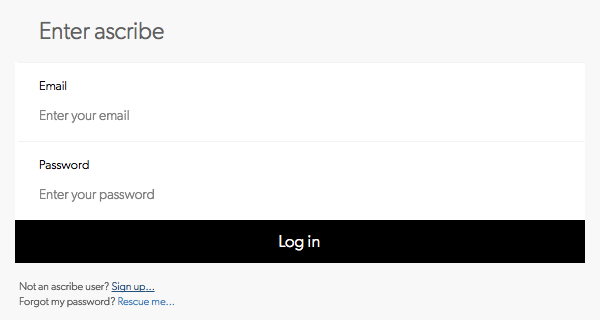 Enter ascribe
Email
Enter your email
Password
Enter your password
Log in
Not an ascribe user? Sign up...
Forgot my password? Rescue me...